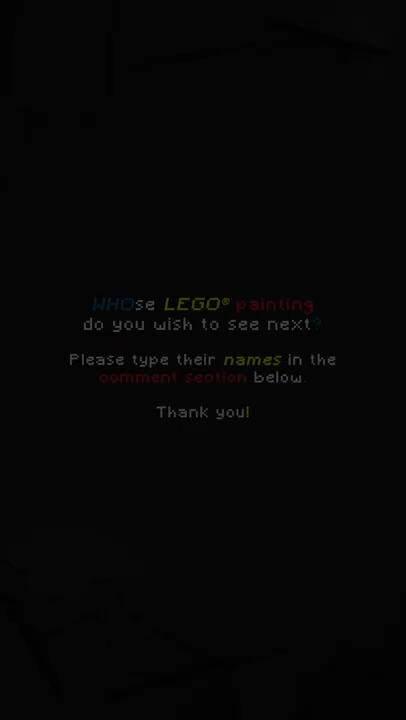 WHOse LEGO® painting
do you wish to see next?
Please type their names in the
comment section below.
Thank you!